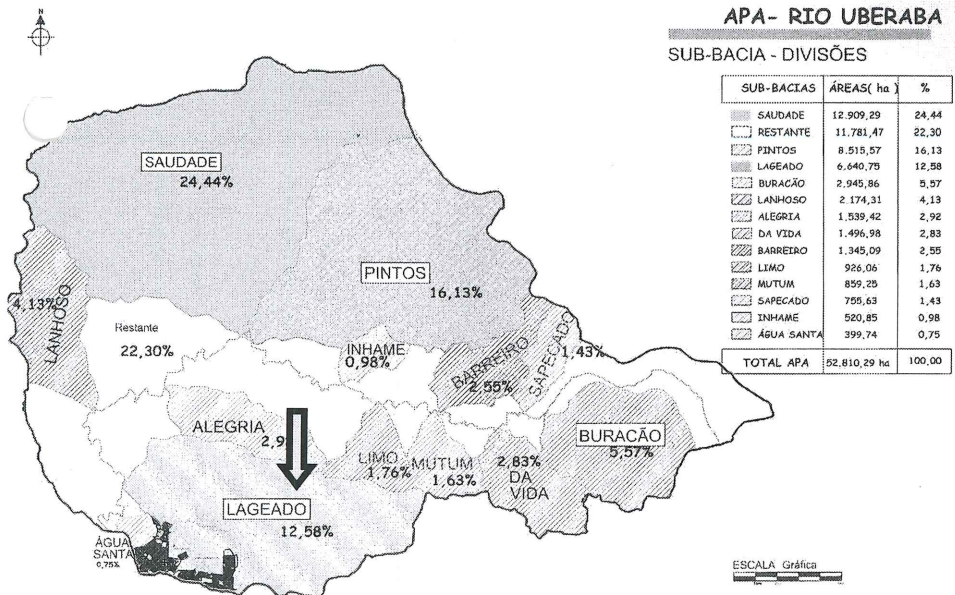 N
APA- RIO UBERABA
SUB-BACIA - DIVISÕES
SUB-BACIAS ÁREAS( ha ) %
SAUDADE 12.909,29 24,44
RESTANTE 11.781,47 22,30
PINTOS 8.515,57 16,13
LAGEADO 6.640,75 12,58
BURACÃO 2.945,86 5,57
LANHOSO 2.174,31 4,13
ALEGRIA 1.539,42 2,92
DA VIDA 1.496,98 2,83
BARREIRO 1.345,09 2,55
LIMO 926,06 1,76
MUTUM 859,25 1,63
SAPECADO 755,63 1,43
INHAME 520,85 0,98
ÁGUA SANTA 399,74 0,75
TOTAL APA 52.810,29 ha 100,00
SAUDADE
24,44%
PINTOS
16,13%
4,13%
LANHOSO
Restante
22,30%
INHAME
0,98%
BARREIRO
2,55%
SAPECADO
1,43%
ALEGRIA
2,9
LIMO
1,76%
MUTUM
1,63%
2,83%
DA
VIDA
BURACÃO
5,57%
LAGEADO
12,58%
ÁGUA
SANTA
0,75%
ESCALA Gráfica